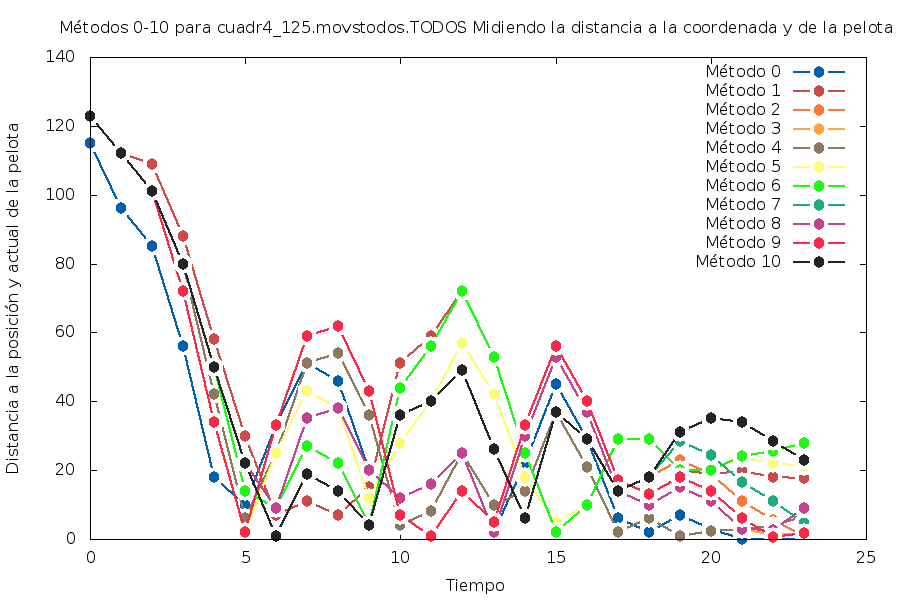 Métodos 0-10 para cuadr4_125.movstodos.TODOS Midiendo la distancia a la coordenada y de la pelota
Distancia a la posición y actual de la pelota
140
120
100
80
60
40
20
0
Método 0
Método 1
Método 2
Método 3
Método 4
Método 5
Método 6
Método 7
Método 8
Método 9
Método 10
0
5
10
15
20
25
Tiempo